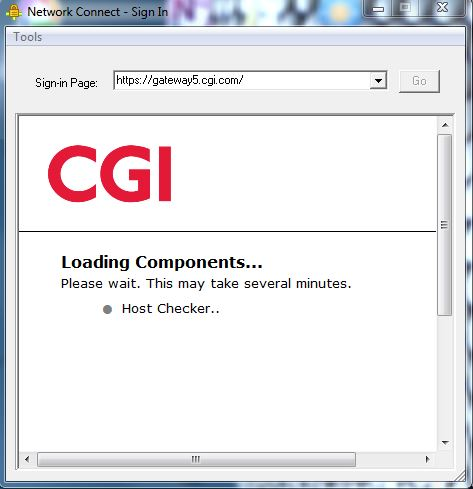 Network Connect - Sign In
Tools
Sign-in Page: https://gateway5.cgi.com/ Go
CGI
Loading Components...
Please wait. This may take several minutes.
Host Checker..